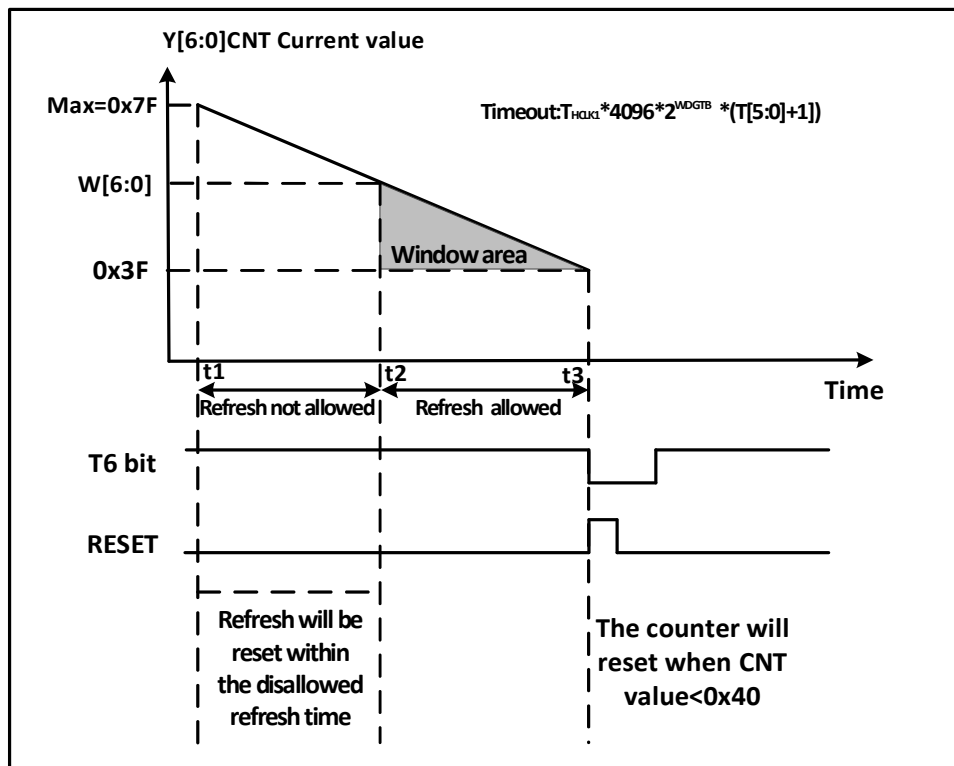 Y[6:0]CNT Current value
Max=0x7F
Timeout:THCLK1*4096*2WDGTB *(T[5:0]+1])
W[6:0]
Window area
0x3F
t1
t2
t3
Time
Refresh not allowed
Refresh allowed
T6 bit
RESET
Refresh will be
reset within
the disallowed
refresh time
The counter will
reset when CNT
value<0x40